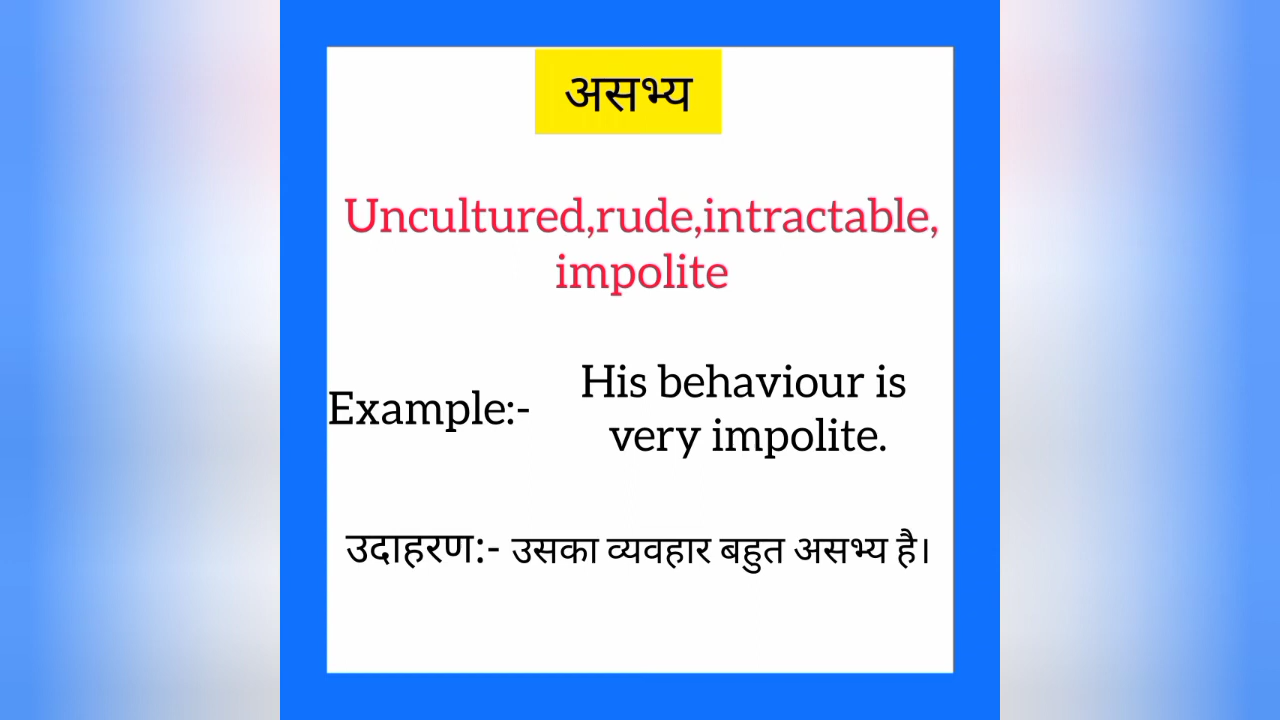 असभ्य
Uncultured,rude,intractable,
impolite
His behaviour is
Example:-
very impolite.
उदाहरण:- उसका व्यवहार बहुत असभ्य है।